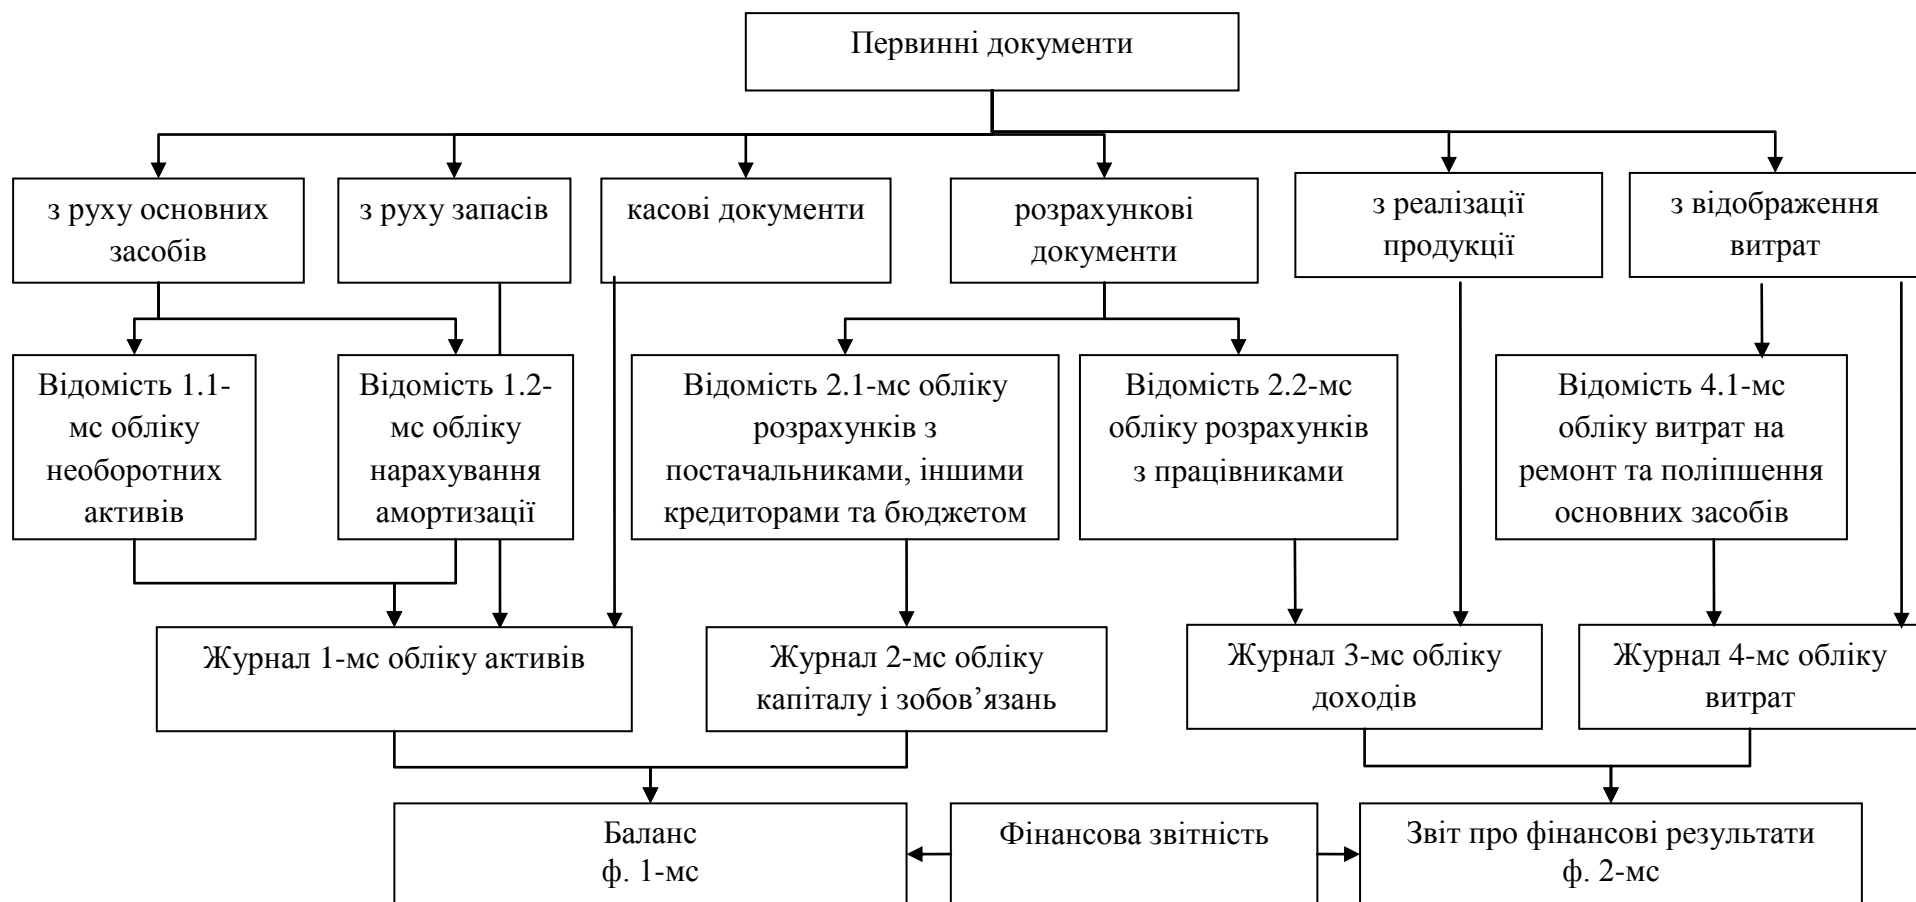 Первинні документи
з руху основних
засобів
з руху запасів
касові документи
розрахункові
документи
з реалізації
продукції
з відображення
витрат
Відомість 1.1-
мс обліку
необоротних
активів
Відомість 1.2-
мс обліку
нарахування
амортизації
Відомість 2.1-мс обліку
розрахунків з
постачальниками, іншими
кредиторами та бюджетом
Відомість 2.2-мс
обліку розрахунків
з працівниками
Відомість 4.1-мс
обліку витрат на
ремонт та поліпшення
основних засобів
Журнал 1-мс обліку активів
Журнал 2-мс обліку
капіталу і зобов’язань
Журнал 3-мс обліку
доходів
Журнал 4-мс обліку
витрат
Баланс
ф. 1-мс
Фінансова звітність
Звіт про фінансові результати
ф. 2-мс